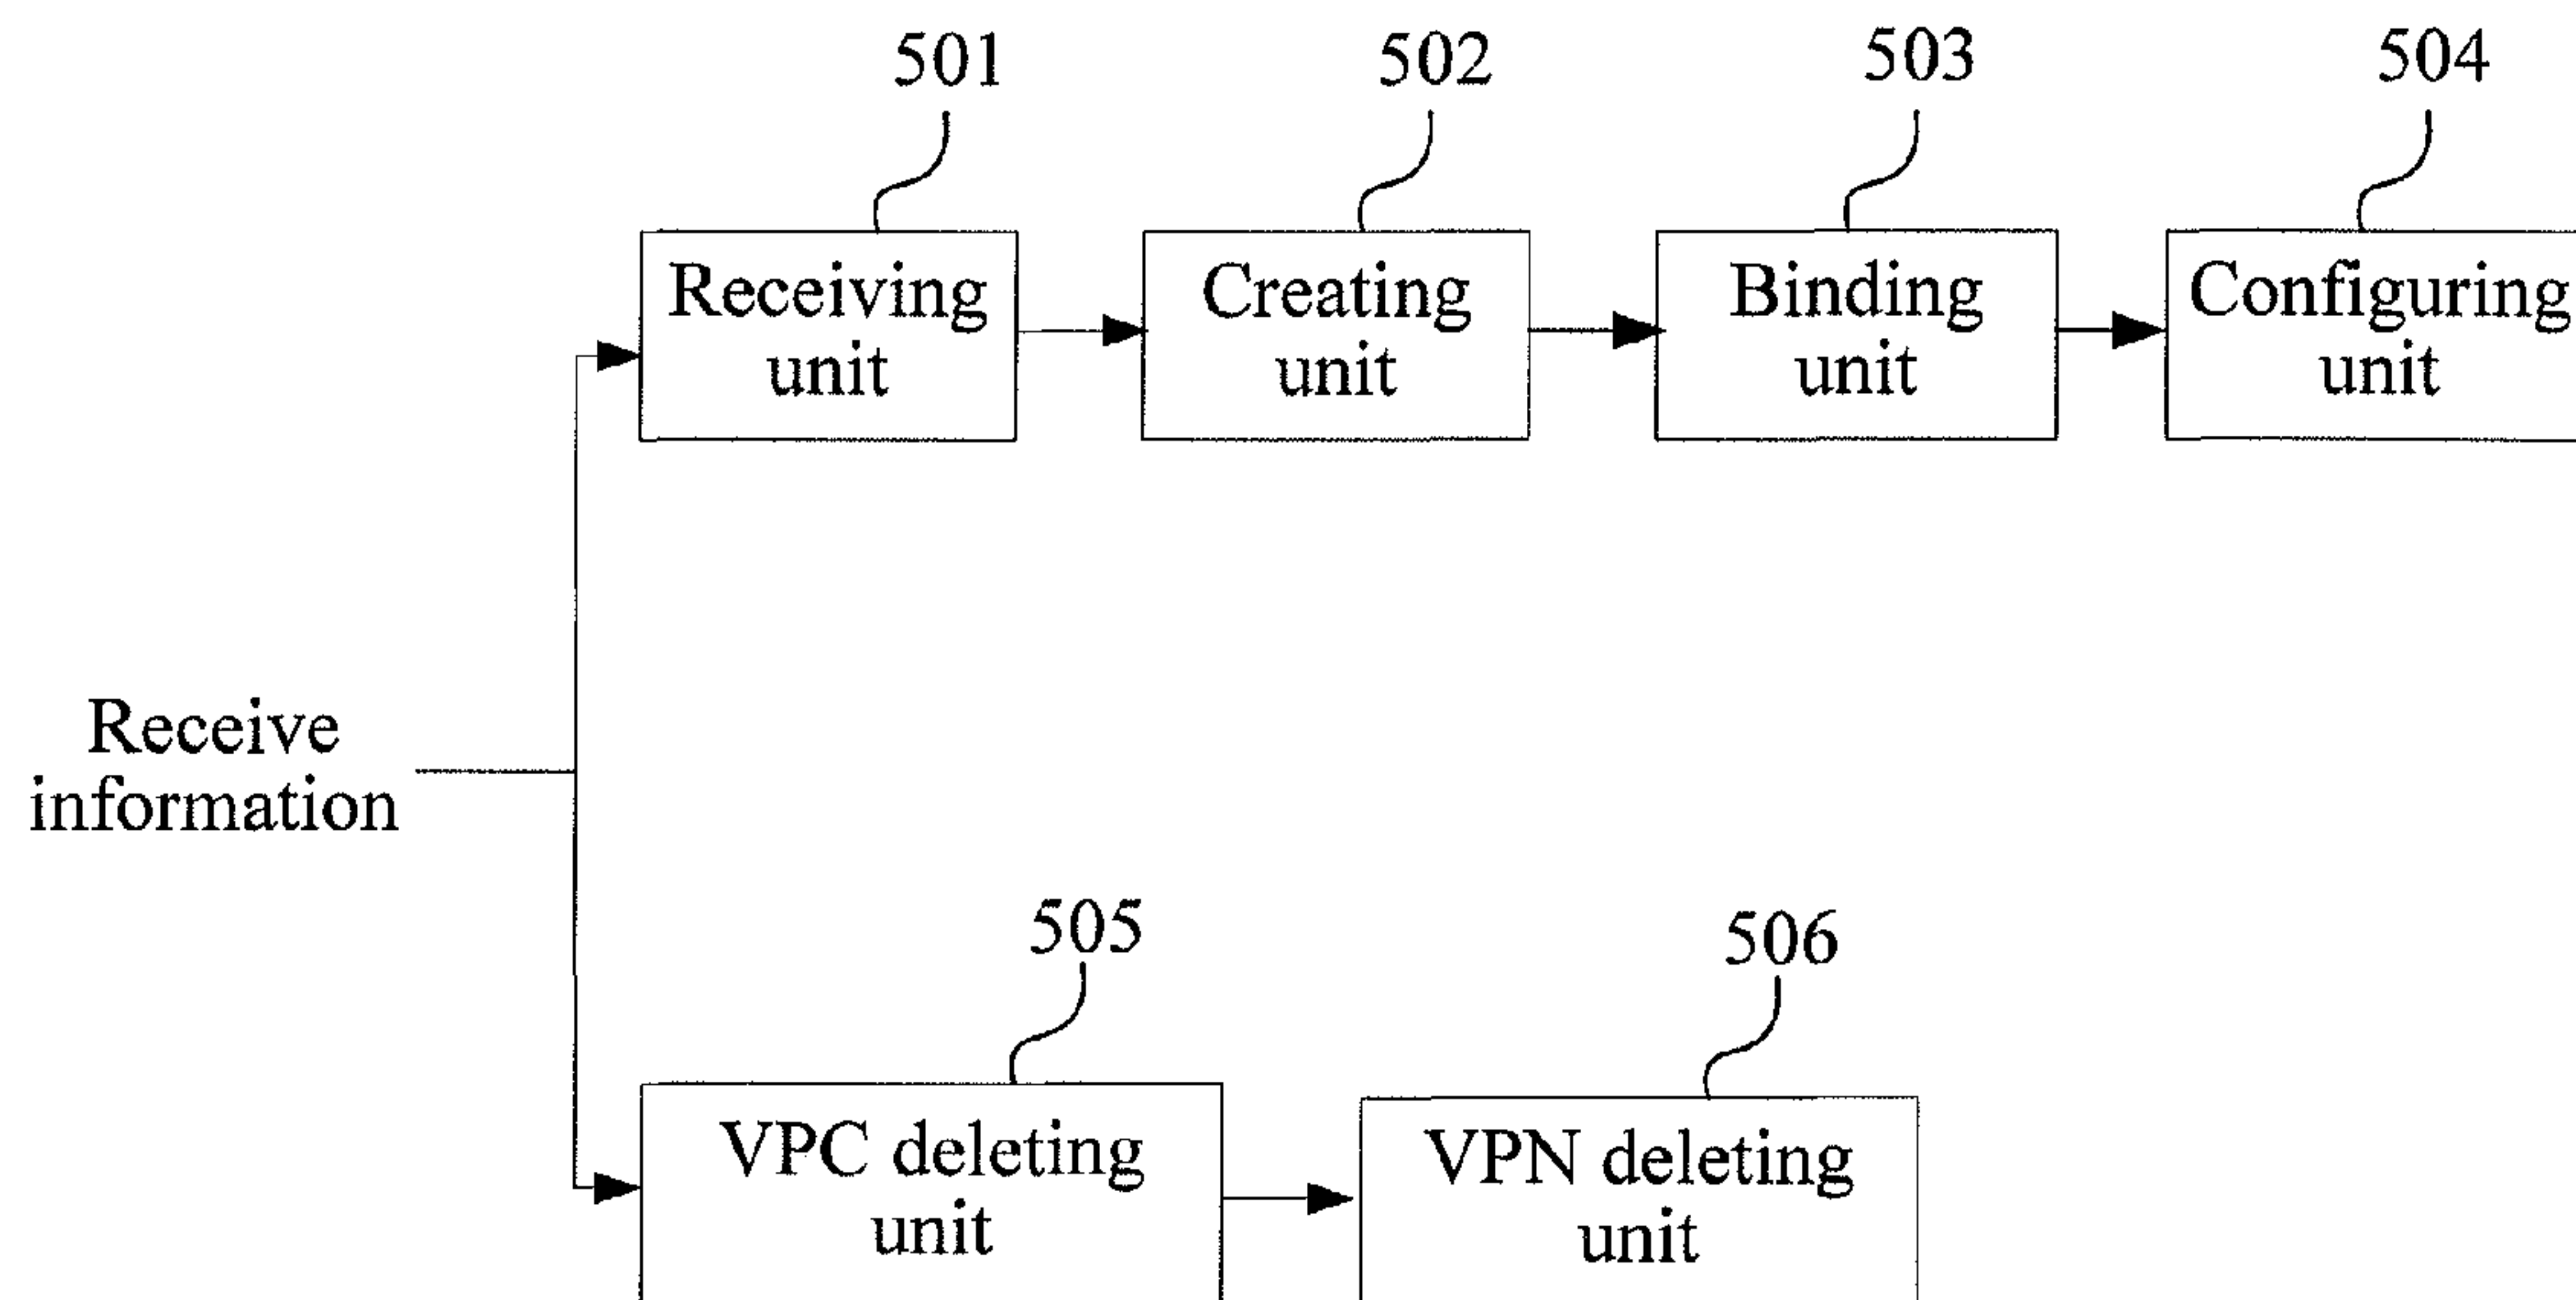 501
502
503
504
Receiving
unit
Creating
unit
Binding
unit
Configuring
unit
Receive
information
505
506
VPC deleting
unit
VPN deleting
unit